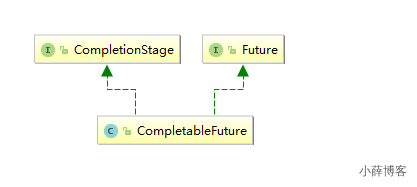 I CompletionStage
I Future
C CompletableFuture
小薛博客